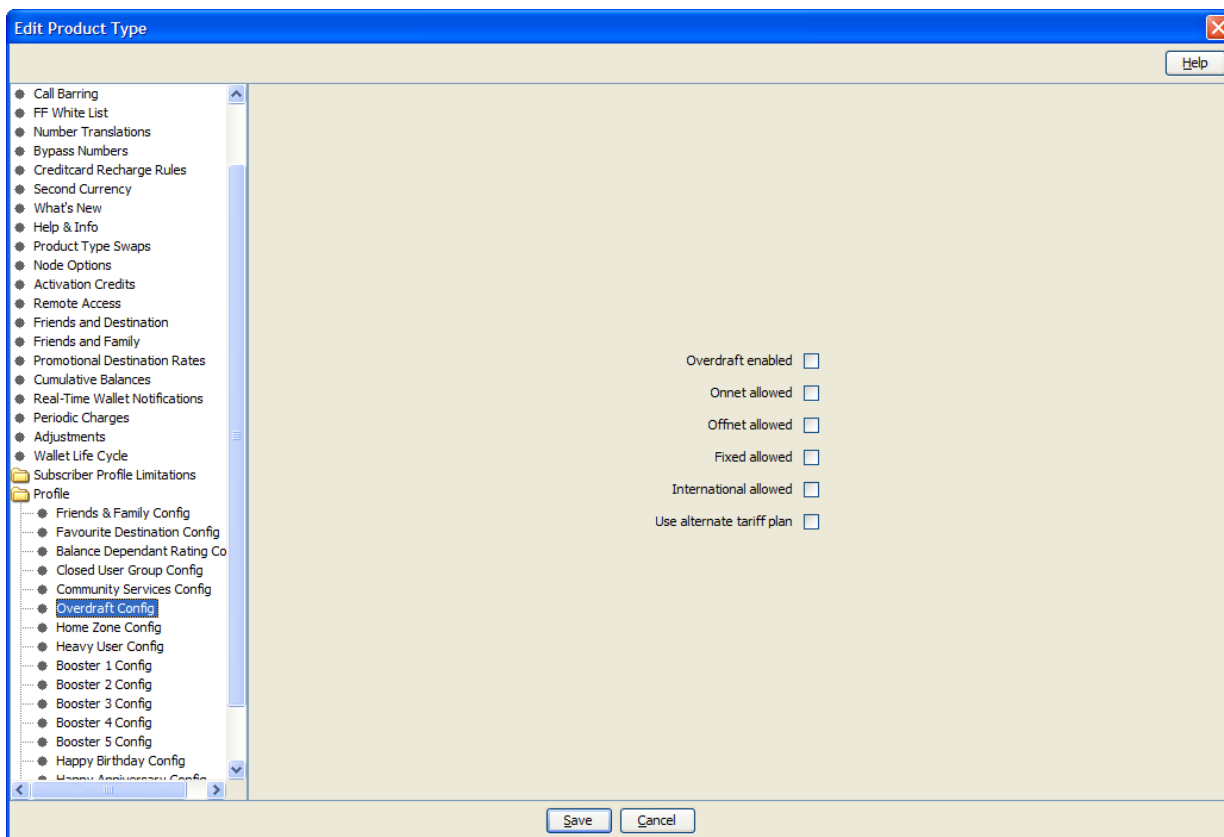 Edit Product Type
Help
Call Barring
FF White List
Number Translations
Bypass Numbers
Creditcard Recharge Rules
Second Currency
What's New
Help & Info
Product Type Swaps
Node Options
Activation Credits
Remote Access
Friends and Destination
Friends and Family
Promotional Destination Rates
Cumulative Balances
Real-Time Wallet Notifications
Periodic Charges
Adjustments
Wallet Life Cycle
Subscriber Profile Limitations
Profile
Friends & Family Config
Favourite Destination Config
Balance Dependant Rating Co
Closed User Group Config
Community Services Config
Overdraft Config
Home Zone Config
Heavy User Config
Booster 1 Config
Booster 2 Config
Booster 3 Config
Booster 4 Config
Booster 5 Config
Happy Birthday Config
Happy Anniversary Config
Overdraft enabled
Onnet allowed
Offnet allowed
Fixed allowed
International allowed
Use alternate tariff plan
Save Cancel